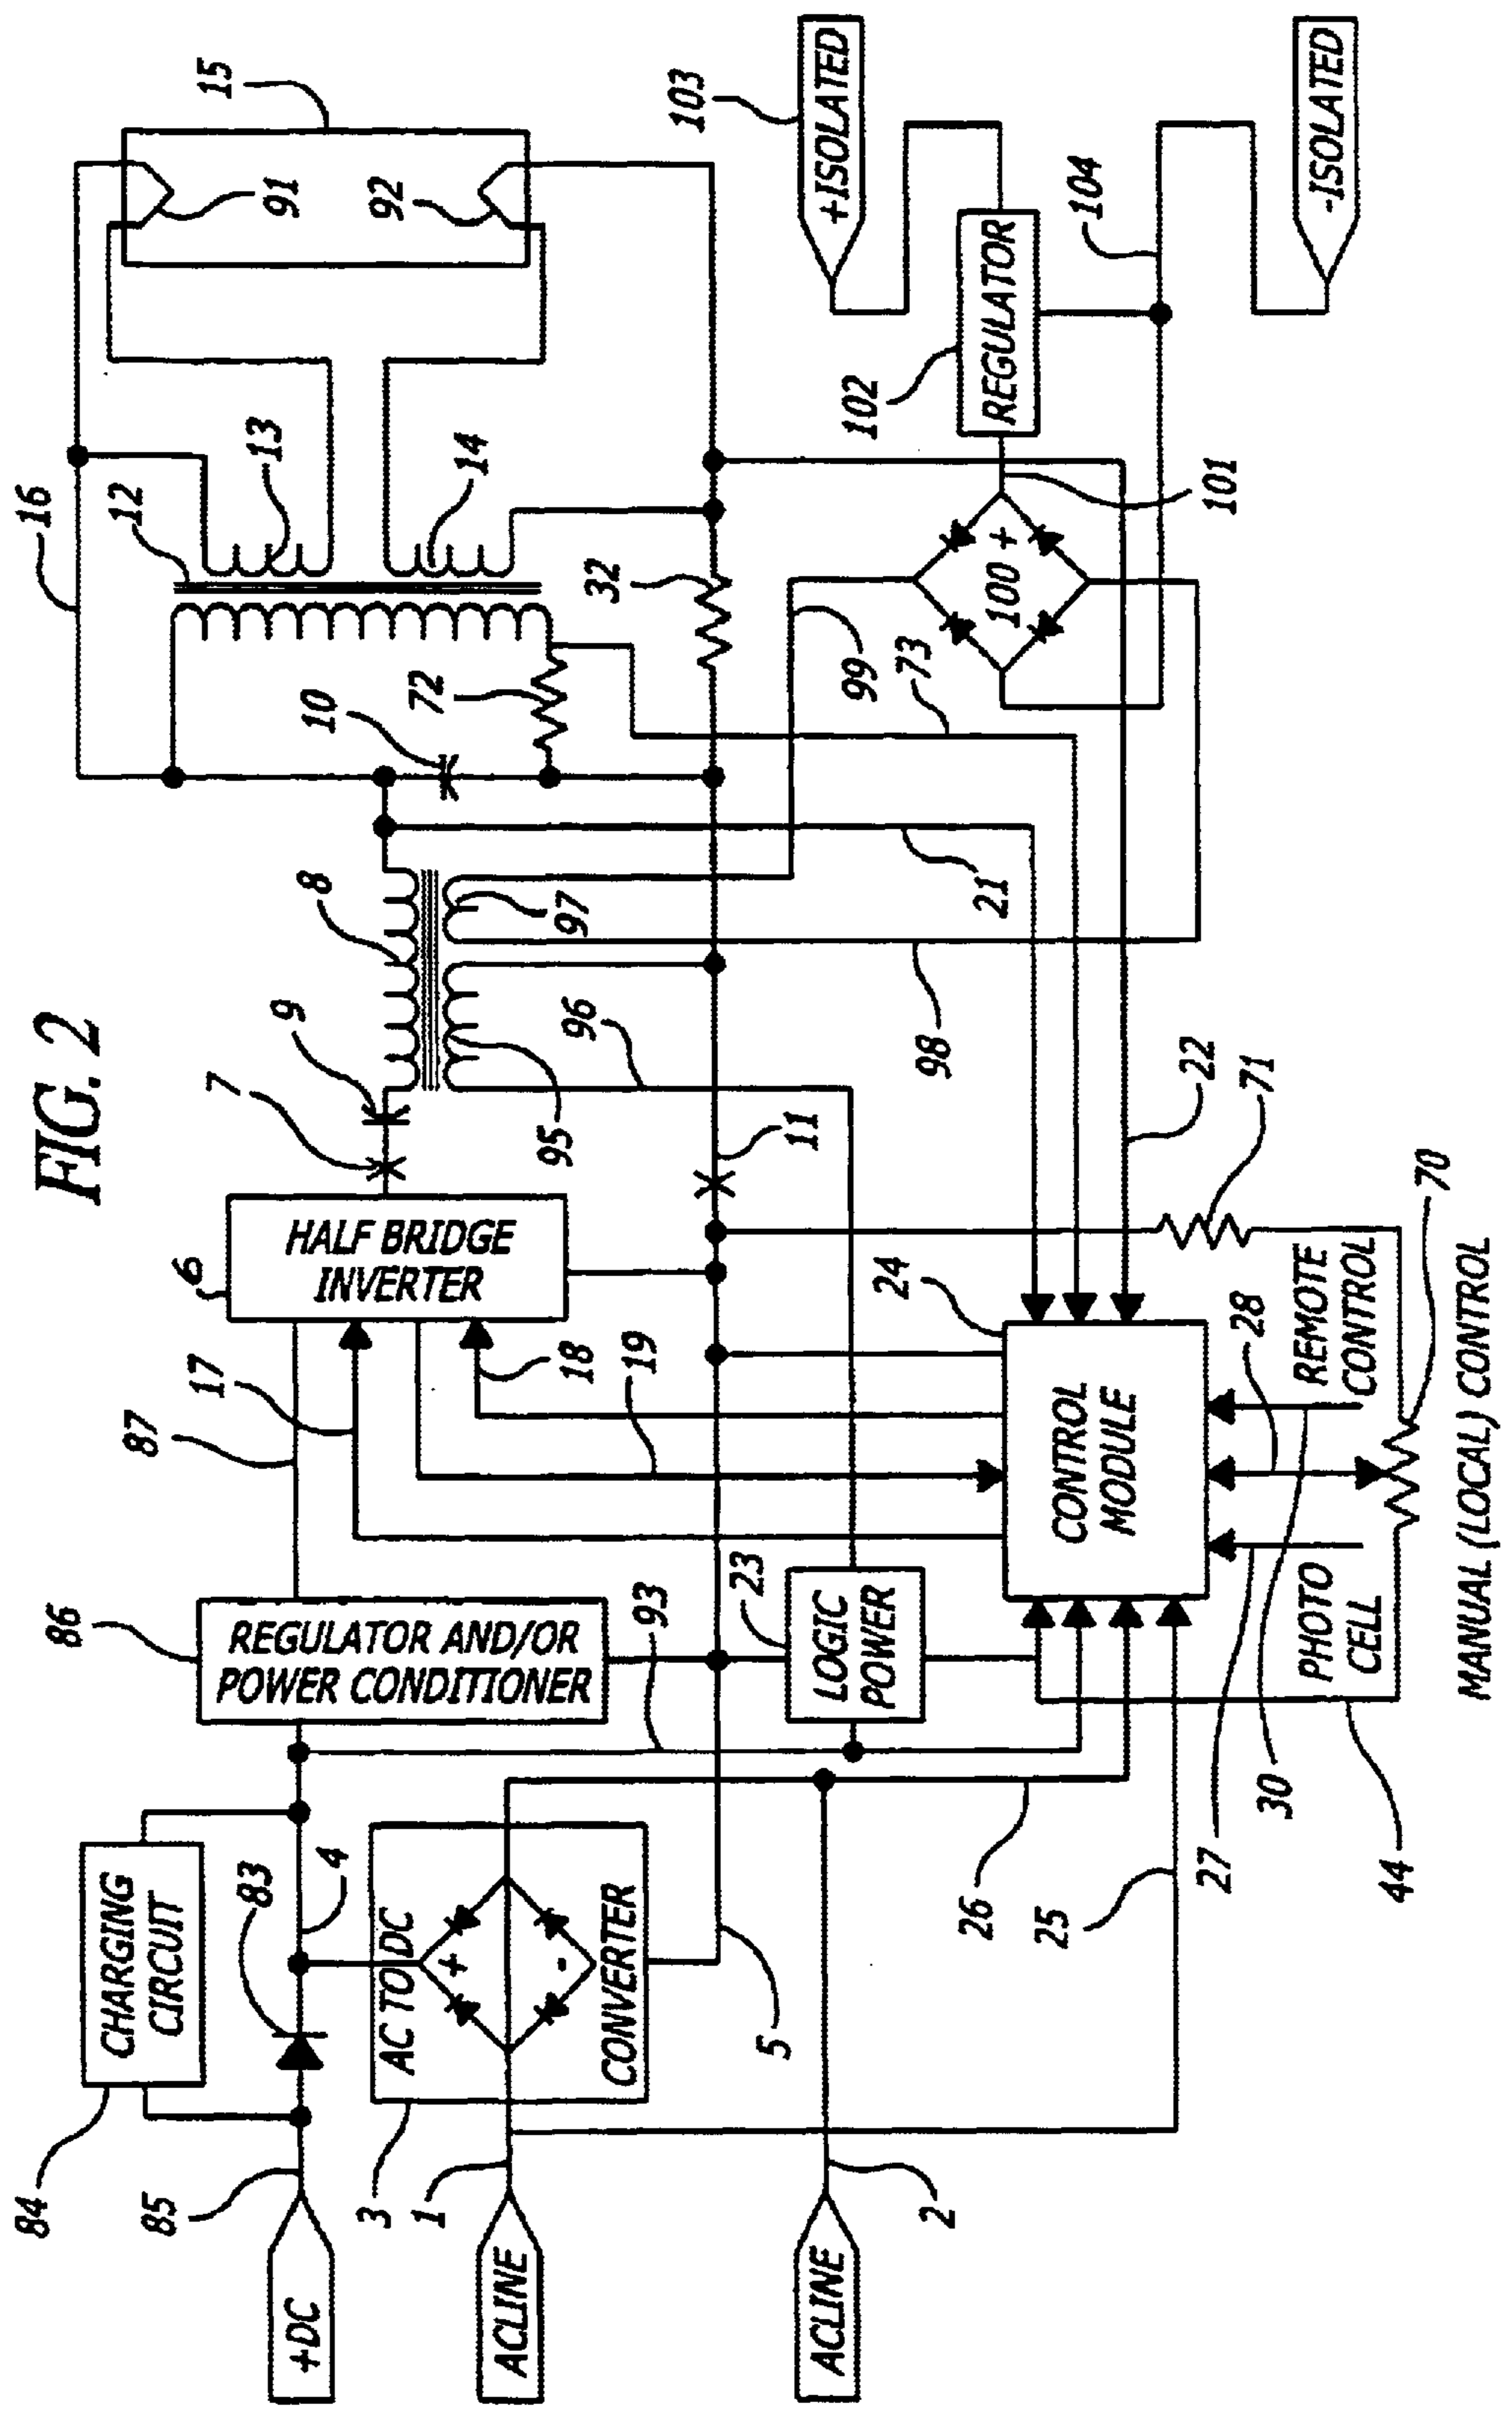 FIG. 2
84
CHARGING
CIRCUIT
85
+DC
83
4
86
REGULATOR AND/OR
POWER CONDITIONER
87
17
6
HALF BRIDGE
INVERTER
7
9
8
10
16
12
13
14
15
91
92
72
32
3
AC TO DC
+
-
CONVERTER
1
ACLINE
5
93
19
18
95
96
97
11
2
ACLINE
23
LOGIC
POWER
26
25
24
CONTROL
MODULE
98
21
99
73
100 +
102
REGULATOR
101
103
+ISOLATED
104
-ISOLATED
22
71
27
30
28
44
PHOTO
CELL
REMOTE
CONTROL
70
MANUAL (LOCAL) CONTROL